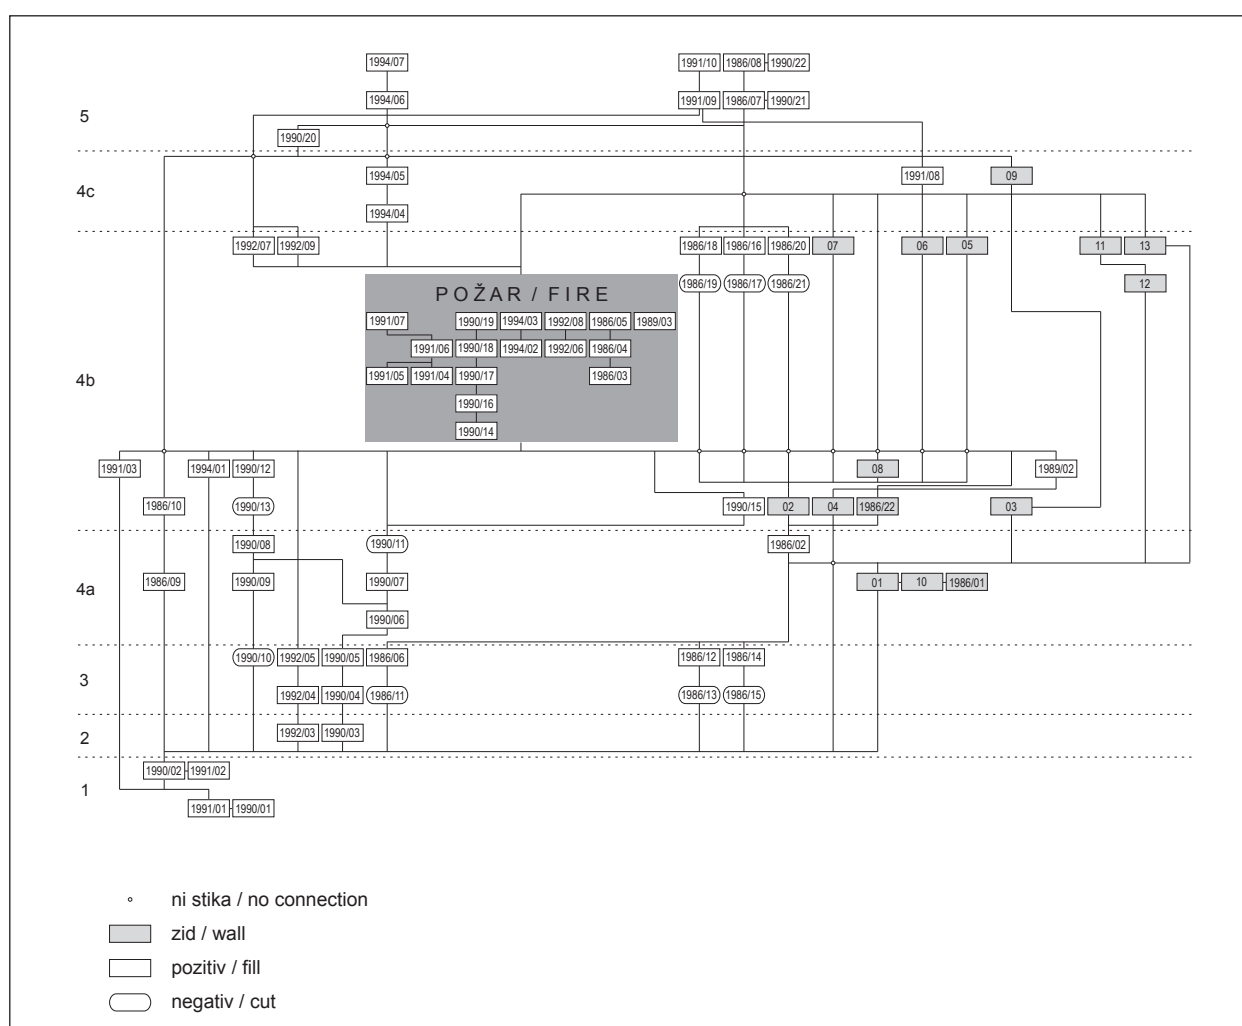 1994/07 1991/10 1986/08 1990/22
1994/06 1991/09 1986/07 1990/21
5
1990/20
4c
1994/05 1991/08 09
1994/04
1992/07 1992/09 1986/18 1986/16 1986/20 07 06 05 11 13
1986/19 1986/17 1986/21 12
POŽAR / FIRE
1991/07 1990/19 1994/03 1992/08 1986/05 1989/03
1991/06 1990/18 1994/02 1992/06 1986/04
4b
1991/05 1991/04 1990/17 1986/03
1990/16
1990/14
1991/03 1994/01 1990/12 08 1989/02
1986/10 1990/13 1990/15 02 04 1986/22 03
1990/08 1990/11 1986/02
4a
1986/09 1990/09 1990/07 01 10 1986/01
1990/06
1990/10 1992/05 1990/05 1986/06 1986/12 1986/14
3
1992/04 1990/04 1986/11 1986/13 1986/15
2
1992/03 1990/03
1990/02 1991/02
1
1991/01 1990/01
ni stika / no connection
zid / wall
pozitiv / fill
negativ / cut